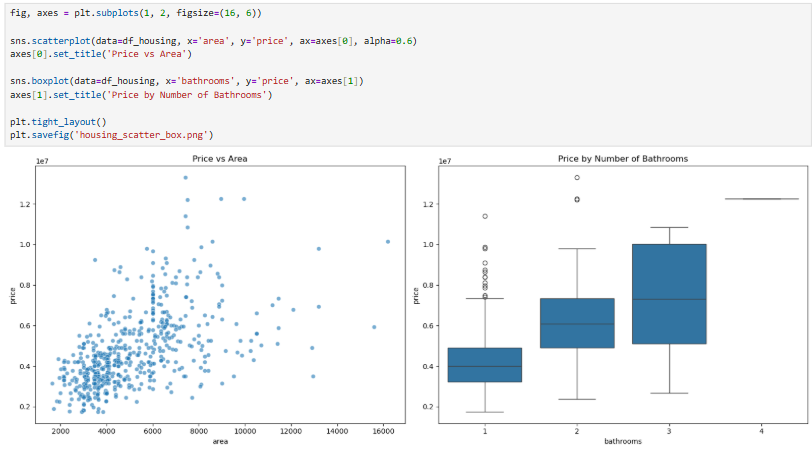 fig, axes = plt.subplots(1, 2, figsize=(16, 6))
sns.scatterplot(data=df_housing, x='area', y='price', ax=axes[0], alpha=0.6)
axes[0].set_title('Price vs Area')
sns.boxplot(data=df_housing, x='bathrooms', y='price', ax=axes[1])
axes[1].set_title('Price by Number of Bathrooms')
plt.tight_layout()
plt.savefig('housing_scatter_box.png')
Price vs Area
1e7
1.2
1.0
0.8
0.6
0.4
0.2
price
2000 4000 6000 8000 10000 12000 14000 16000
area
Price by Number of Bathrooms
1e7
1.2
1.0
0.8
0.6
0.4
0.2
price
1 2 3 4
bathrooms